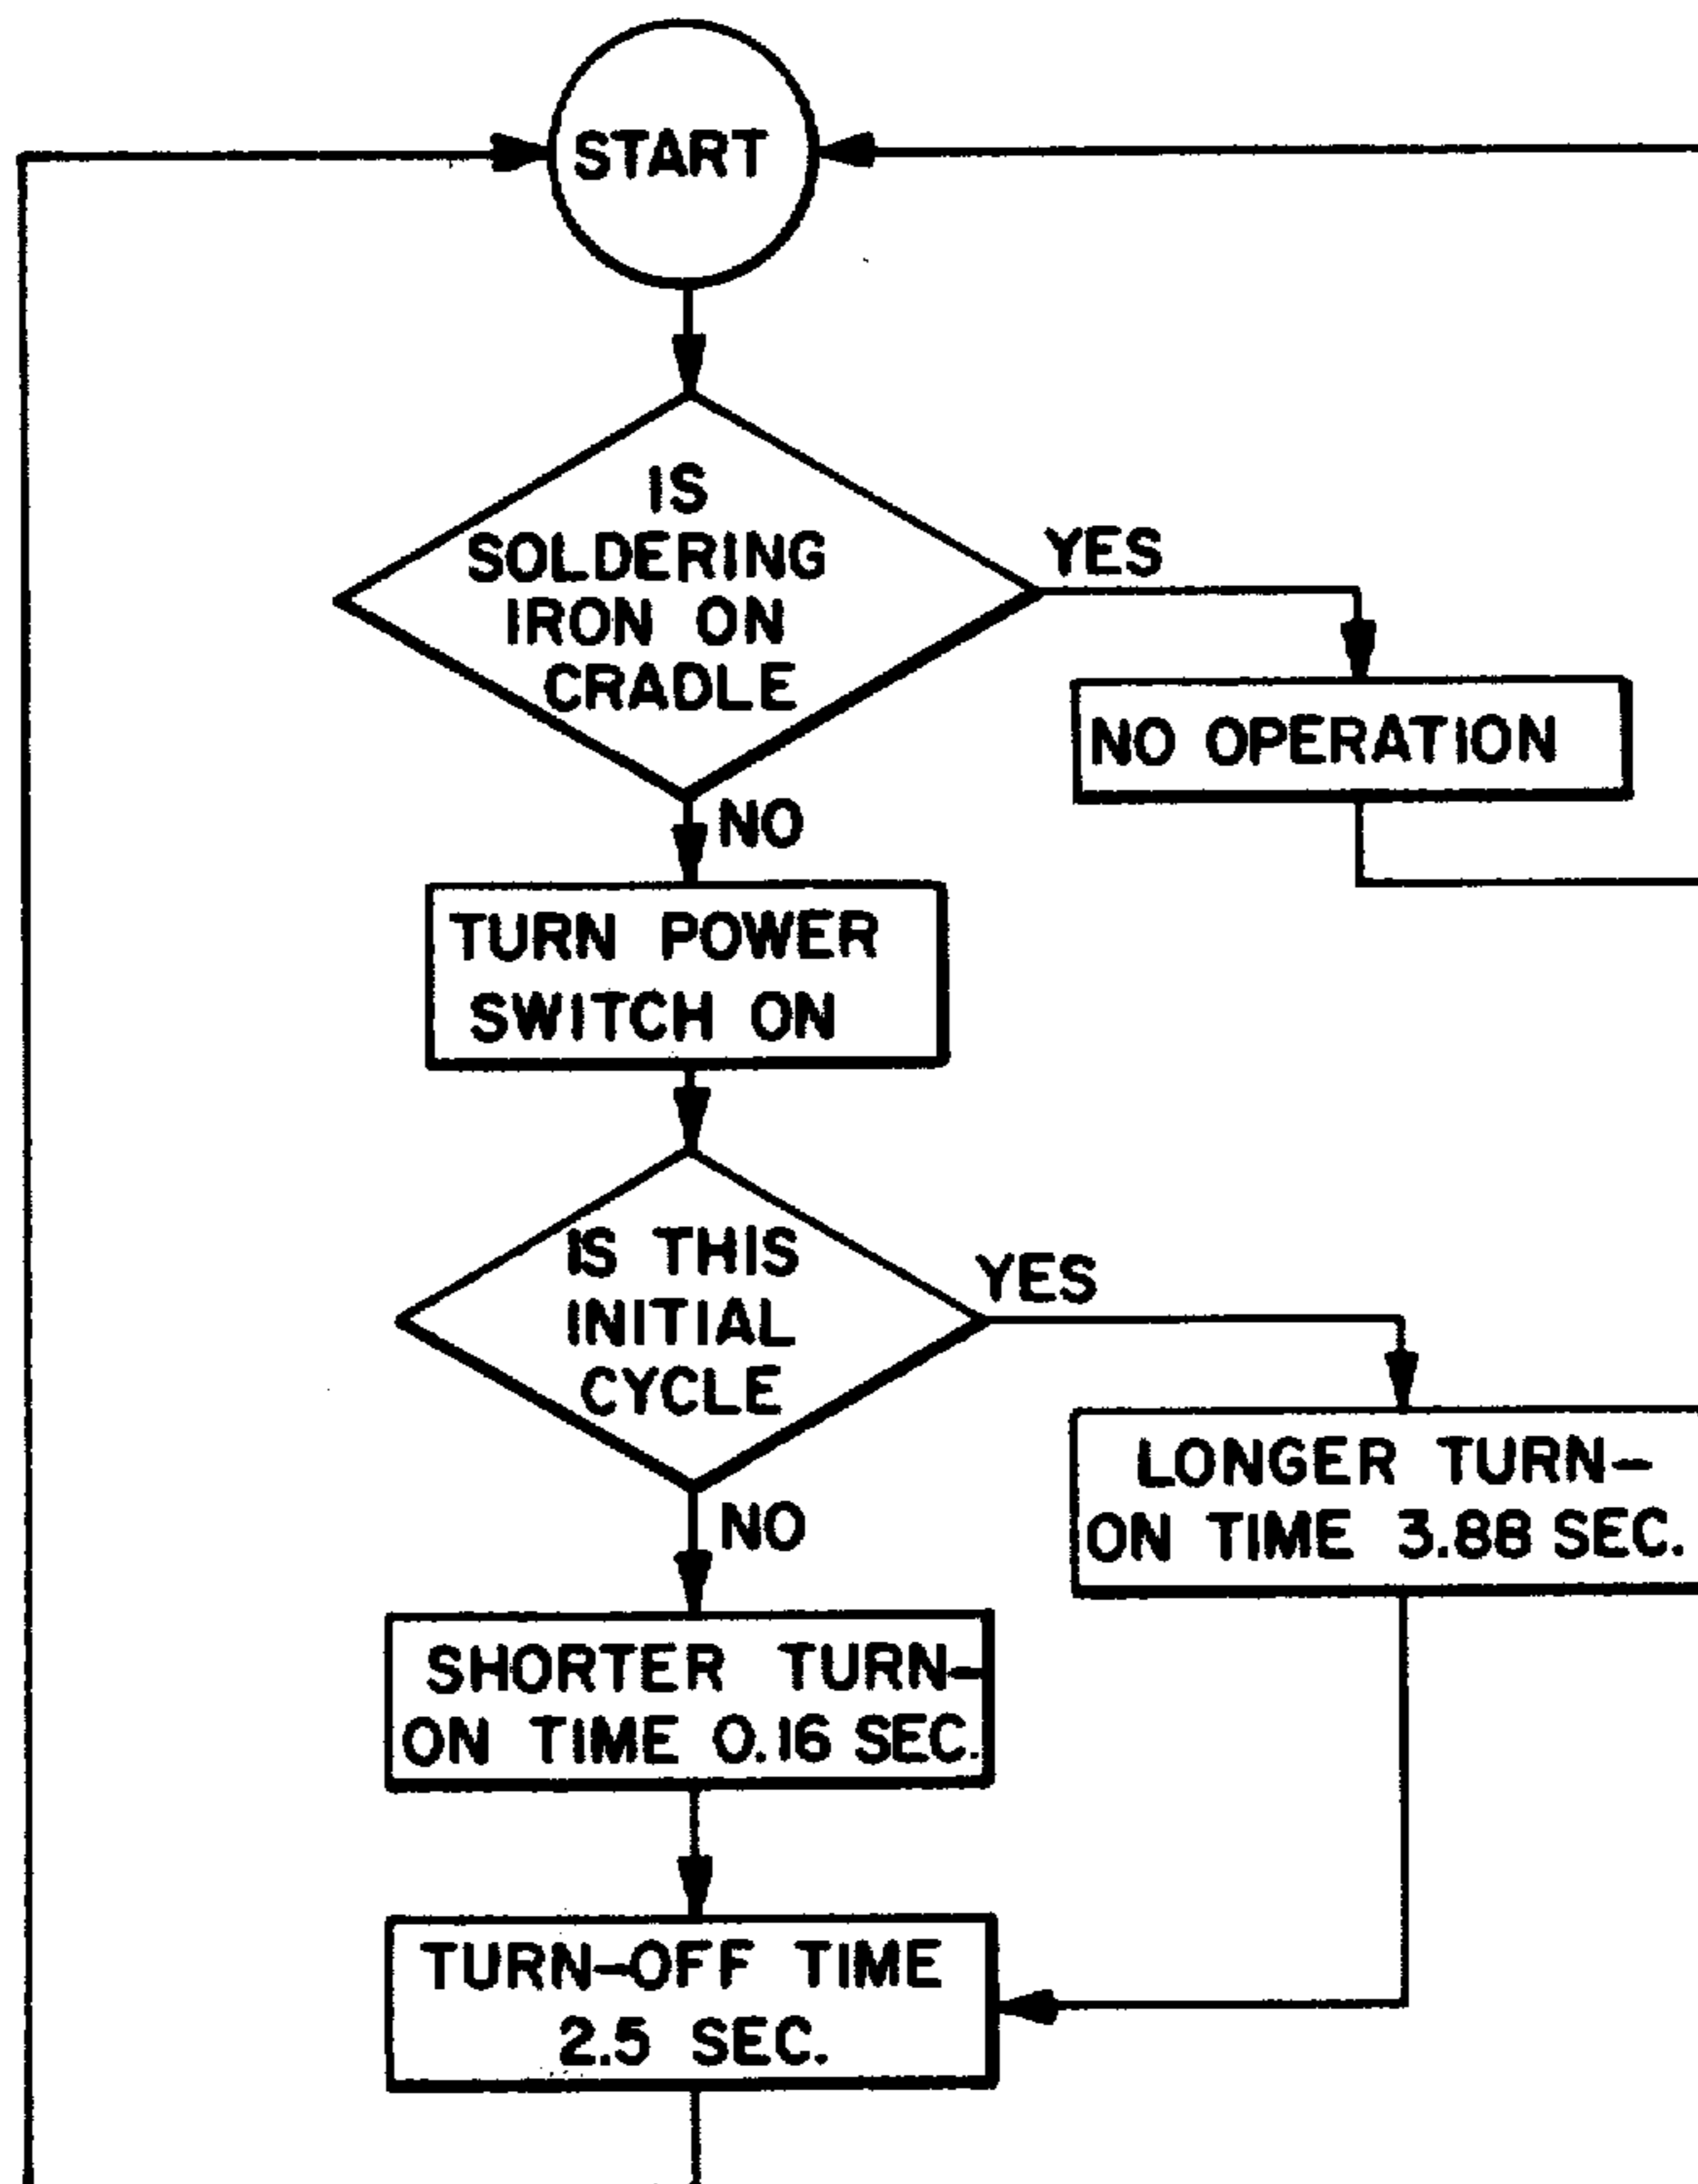 START
IS
SOLDERING
IRON ON
CRADLE
YES
NO OPERATION
NO
TURN POWER
SWITCH ON
IS THIS
INITIAL
CYCLE
YES
LONGER TURN-
ON TIME 3.88 SEC.
NO
SHORTER TURN-
ON TIME 0.16 SEC.
TURN-OFF TIME
2.5 SEC.